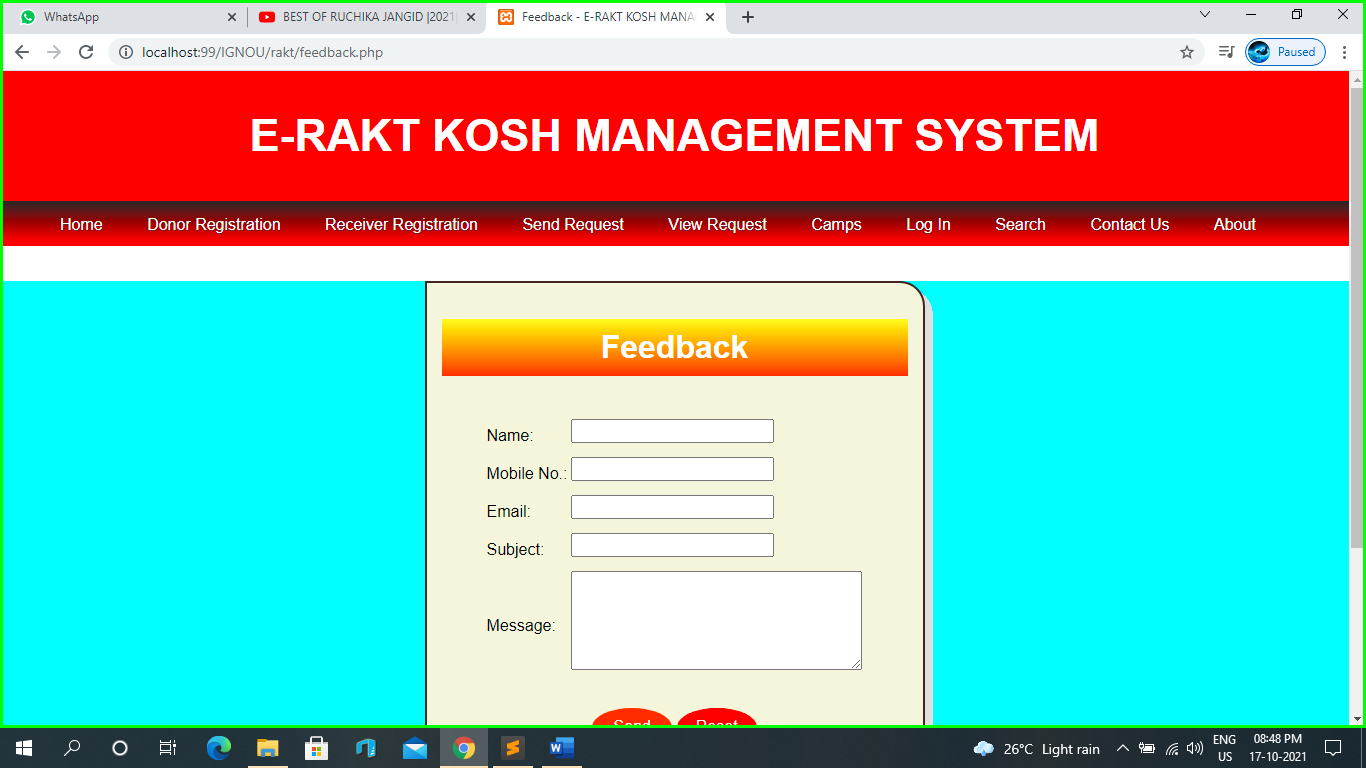 WhatsApp
BEST OF RUCHIKA JANGID |2021|
Feedback - E-RAKT KOSH MANA
localhost:99/IGNOU/rakt/feedback.php
Paused
E-RAKT KOSH MANAGEMENT SYSTEM
Home Donor Registration Receiver Registration Send Request View Request Camps Log In Search Contact Us About
Feedback
Name:
Mobile No.:
Email:
Subject:
Message:
Send Reset
26°C Light rain
ENG
US
08:48 PM
17-10-2021